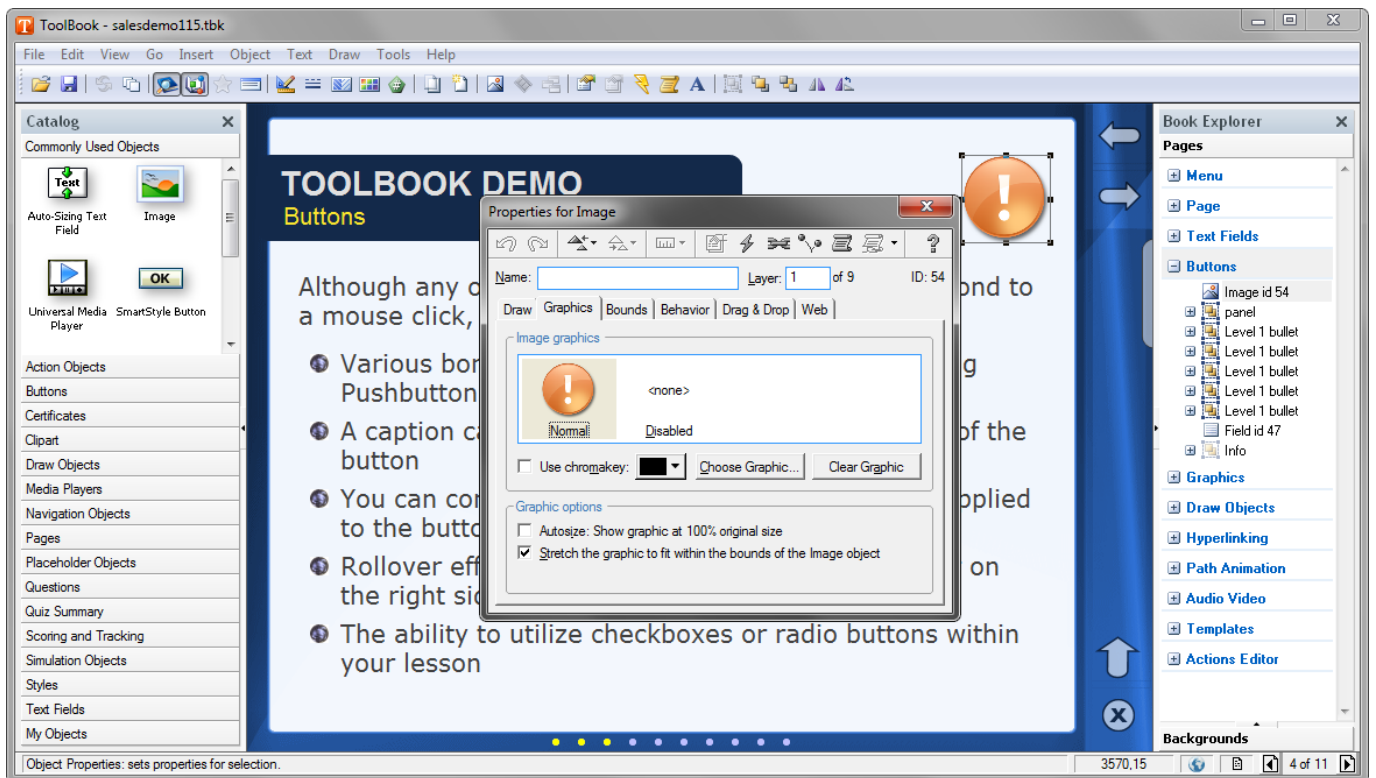 ToolBook - salesdemo115.tbk
File Edit View Go Insert Object Text Draw Tools Help
Catalog
Commonly Used Objects
Text
Auto-Sizing Text Field
Image
OK
Universal Media Player
SmartStyle Button
Action Objects
Buttons
Certificates
Clipart
Draw Objects
Media Players
Navigation Objects
Pages
Placeholder Objects
Questions
Quiz Summary
Scoring and Tracking
Simulation Objects
Styles
Text Fields
My Objects
TOOLBOOK DEMO
Buttons
Although any o
ond to
a mouse click,
Various bor
g
Pushbutton
A caption ca
of the
button
You can con
pplied
to the butto
Rollover eff
on
the right sid
The ability to utilize checkboxes or radio buttons within
your lesson
Properties for Image
Name:
Layer: 1 of 9
ID: 54
Draw Graphics Bounds Behavior Drag & Drop Web
Image graphics
<none>
Normal
Disabled
Use chromakey:
Choose Graphic...
Clear Graphic
Graphic options
Autosize: Show graphic at 100% original size
Stretch the graphic to fit within the bounds of the Image object
Book Explorer
Pages
Menu
Page
Text Fields
Buttons
Image id 54
panel
Level 1 bullet
Level 1 bullet
Level 1 bullet
Level 1 bullet
Level 1 bullet
Field id 47
Info
Graphics
Draw Objects
Hyperlinking
Path Animation
Audio Video
Templates
Actions Editor
Backgrounds
Object Properties: sets properties for selection.
3570,15
4 of 11